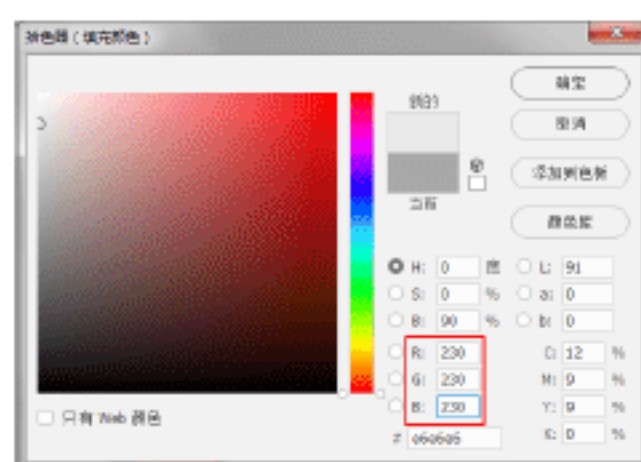 拾色器（填充颜色）
新的
当前
确定
取消
添加到色板
颜色库
H: 0 度
S: 0 %
B: 90 %
R: 230
G: 230
B: 230
# e6e6e6
L: 91
a: 0
b: 0
C: 12 %
M: 9 %
Y: 9 %
K: 0 %
只有 Web 颜色